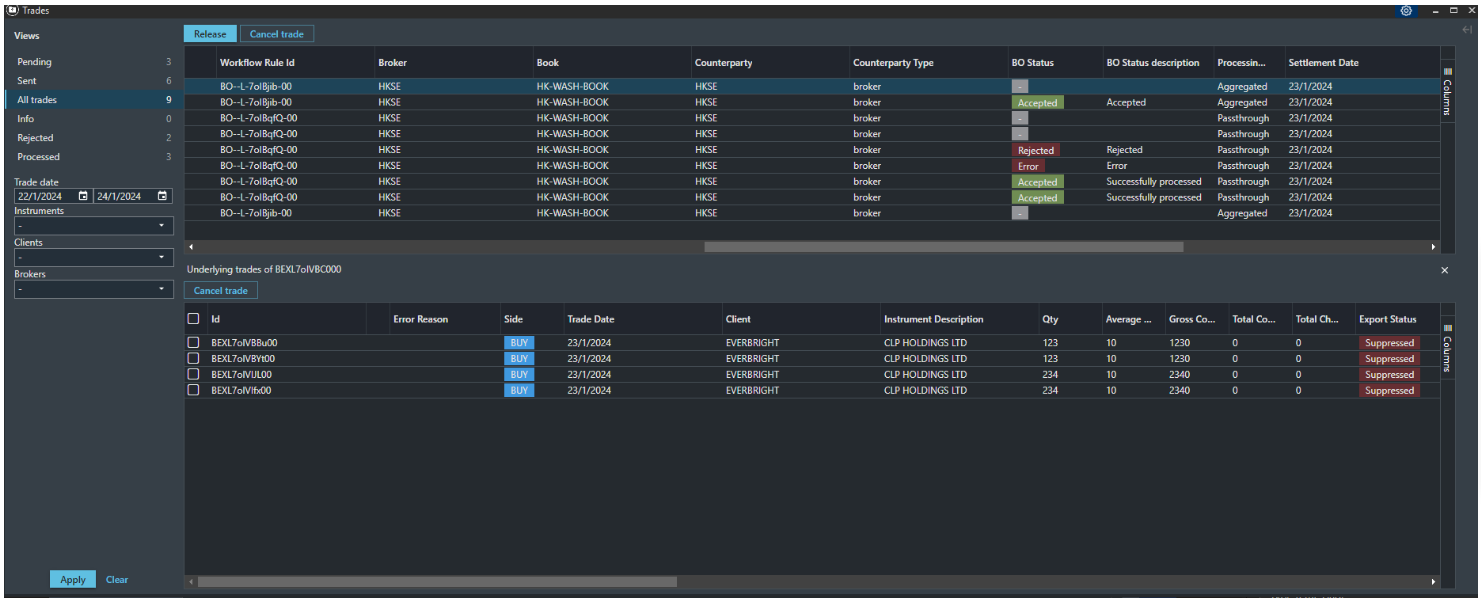 Trades
Views
Pending 3
Sent 6
All trades 9
Info 0
Rejected 2
Processed 3
Trade date
22/1/2024 24/1/2024
Instruments
-
Clients
-
Brokers
-
Apply Clear
Release Cancel trade
Workflow Rule Id Broker Book Counterparty Counterparty Type BO Status BO Status description Processin... Settlement Date
BO--L-7olBjib-00 HKSE HK-WASH-BOOK HKSE broker - Aggregated 23/1/2024
BO--L-7olBjib-00 HKSE HK-WASH-BOOK HKSE broker Accepted Accepted Aggregated 23/1/2024
BO--L-7olBqfQ-00 HKSE HK-WASH-BOOK HKSE broker - Passthrough 23/1/2024
BO--L-7olBqfQ-00 HKSE HK-WASH-BOOK HKSE broker - Passthrough 23/1/2024
BO--L-7olBqfQ-00 HKSE HK-WASH-BOOK HKSE broker Rejected Rejected Passthrough 23/1/2024
BO--L-7olBqfQ-00 HKSE HK-WASH-BOOK HKSE broker Error Error Passthrough 23/1/2024
BO--L-7olBqfQ-00 HKSE HK-WASH-BOOK HKSE broker Accepted Successfully processed Passthrough 23/1/2024
BO--L-7olBqfQ-00 HKSE HK-WASH-BOOK HKSE broker Accepted Successfully processed Passthrough 23/1/2024
BO--L-7olBjib-00 HKSE HK-WASH-BOOK HKSE broker - Aggregated 23/1/2024
Columns
Underlying trades of BEXL7olVBC000
Cancel trade
Id Error Reason Side Trade Date Client Instrument Description Qty Average ... Gross Co... Total Co... Total Ch... Export Status
BEXL7olVBBu00 BUY 23/1/2024 EVERBRIGHT CLP HOLDINGS LTD 123 10 1230 0 0 Suppressed
BEXL7olVBYt00 BUY 23/1/2024 EVERBRIGHT CLP HOLDINGS LTD 123 10 1230 0 0 Suppressed
BEXL7olVIJL00 BUY 23/1/2024 EVERBRIGHT CLP HOLDINGS LTD 234 10 2340 0 0 Suppressed
BEXL7olVIfx00 BUY 23/1/2024 EVERBRIGHT CLP HOLDINGS LTD 234 10 2340 0 0 Suppressed
Columns